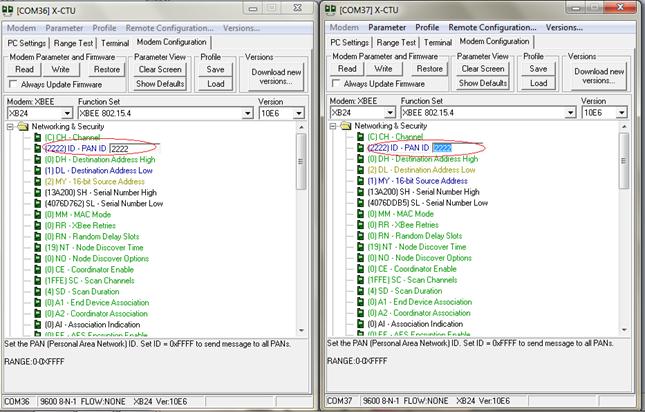 [COM36] X-CTU
Modem Parameter Profile Remote Configuration... Versions...
PC Settings Range Test Terminal Modem Configuration
Modem Parameter and Firmware Parameter View Profile Versions
Read Write Restore Clear Screen Save Download new versions...
Always Update Firmware Show Defaults Load
Modem: XBEE Function Set Version
XB24 XBEE 802.15.4 10E6
Networking & Security
(C) CH - Channel
(2222) ID - PAN ID 2222
(0) DH - Destination Address High
(1) DL - Destination Address Low
(2) MY - 16-bit Source Address
(13A200) SH - Serial Number High
(4076D762) SL - Serial Number Low
(0) MM - MAC Mode
(0) RR - XBee Retries
(0) RN - Random Delay Slots
(19) NT - Node Discover Time
(0) NO - Node Discover Options
(0) CE - Coordinator Enable
(1FFE) SC - Scan Channels
(4) SD - Scan Duration
(0) A1 - End Device Association
(0) A2 - Coordinator Association
(0) AI - Association Indication
(0) EE - AES Encryption Enable
Set the PAN (Personal Area Network) ID. Set ID = 0xFFFF to send message to all PANs.
RANGE:0-0XFFFF
COM36 9600 8-N-1 FLOW:NONE XB24 Ver:10E6
[COM37] X-CTU
Modem Parameter Profile Remote Configuration... Versions...
PC Settings Range Test Terminal Modem Configuration
Modem Parameter and Firmware Parameter View Profile Versions
Read Write Restore Clear Screen Save Download new versions...
Always Update Firmware Show Defaults Load
Modem: XBEE Function Set Version
XB24 XBEE 802.15.4 10E6
Networking & Security
(C) CH - Channel
(2222) ID - PAN ID 2222
(0) DH - Destination Address High
(2) DL - Destination Address Low
(1) MY - 16-bit Source Address
(13A200) SH - Serial Number High
(4076DDB5) SL - Serial Number Low
(0) MM - MAC Mode
(0) RR - XBee Retries
(0) RN - Random Delay Slots
(19) NT - Node Discover Time
(0) NO - Node Discover Options
(0) CE - Coordinator Enable
(1FFE) SC - Scan Channels
(4) SD - Scan Duration
(0) A1 - End Device Association
(0) A2 - Coordinator Association
(0) AI - Association Indication
(0) EE - AES Encryption Enable
Set the PAN (Personal Area Network) ID. Set ID = 0xFFFF to send message to all PANs.
RANGE:0-0XFFFF
COM37 9600 8-N-1 FLOW:NONE XB24 Ver:10E6